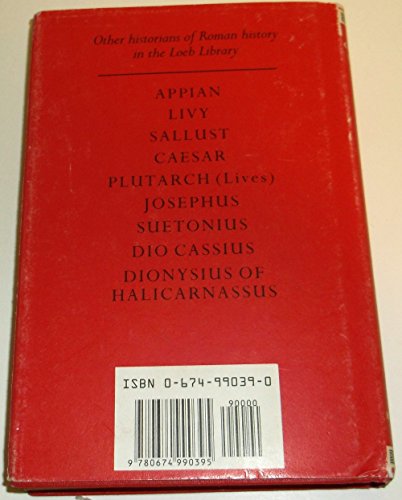 Other historians of Roman history
in the Loeb Library
APPIAN
LIVY
SALLUST
CAESAR
PLUTARCH (Lives)
JOSEPHUS
SUETONIUS
DIO CASSIUS
DIONYSIUS OF
HALICARNASSUS
ISBN 0-674-99039-0
90000
9 780674 990395